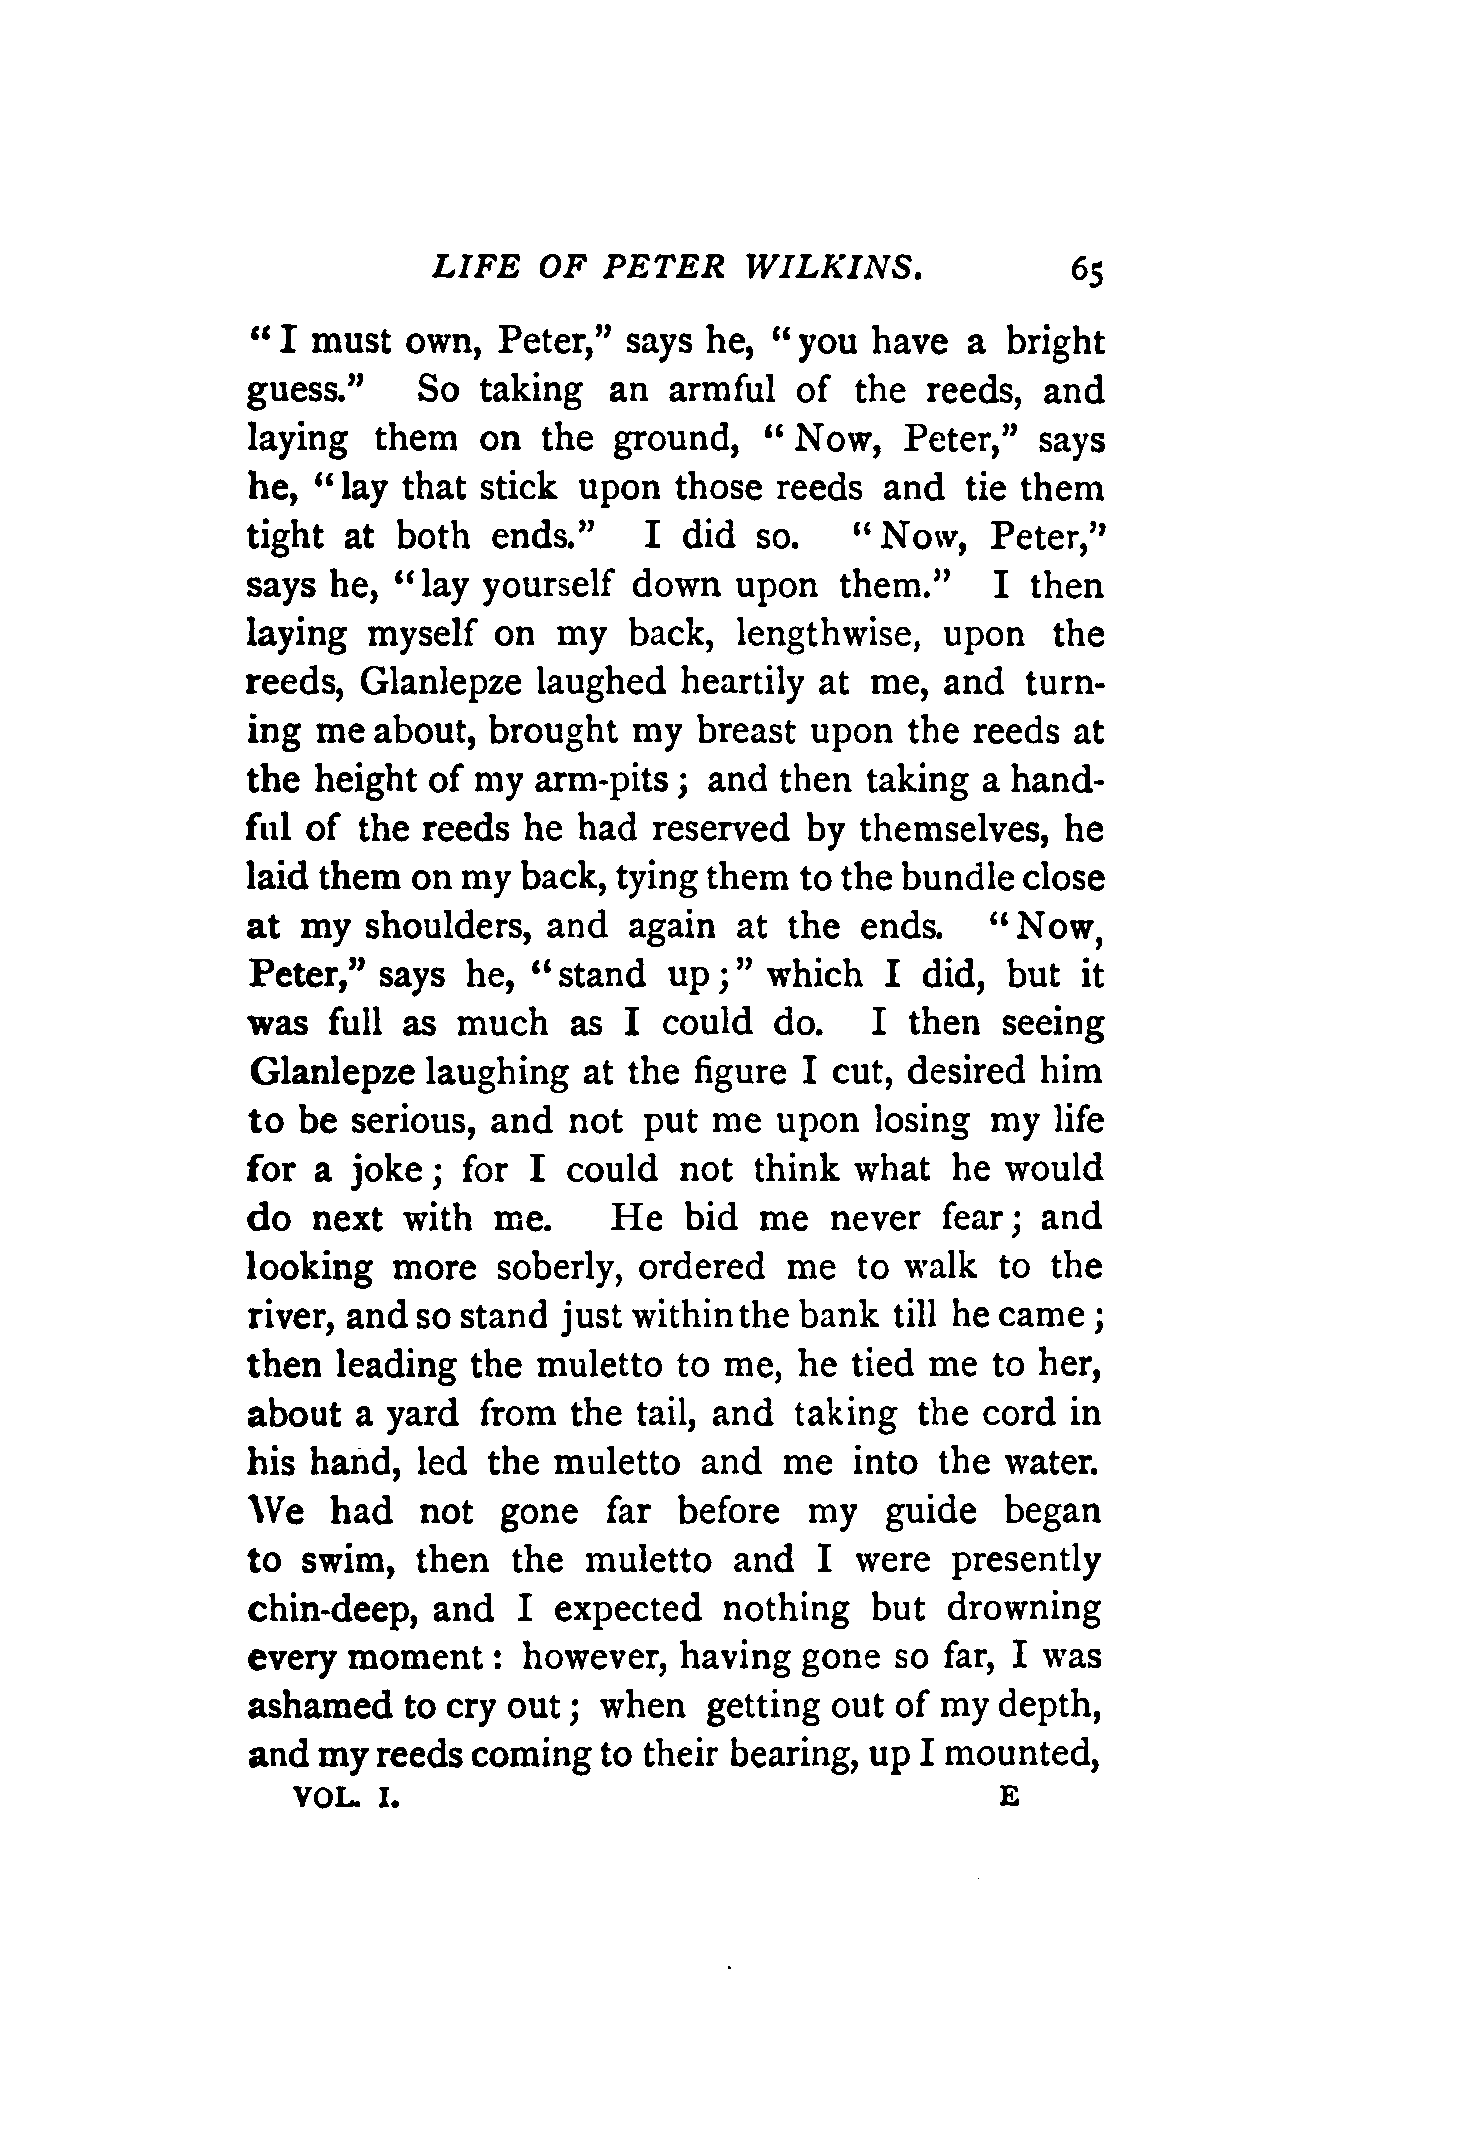 LIFE OF PETER WILKINS. 65
“ I must own, Peter,” says he, “ you have a bright
guess.” So taking an armful of the reeds, and
laying them on the ground, “ Now, Peter,” says
he, “ lay that stick upon those reeds and tie them
tight at both ends.” I did so. “ Now, Peter,”
says he, “ lay yourself down upon them.” I then
laying myself on my back, lengthwise, upon the
reeds, Glanlepze laughed heartily at me, and turn-
ing me about, brought my breast upon the reeds at
the height of my arm-pits ; and then taking a hand-
ful of the reeds he had reserved by themselves, he
laid them on my back, tying them to the bundle close
at my shoulders, and again at the ends. “ Now,
Peter,” says he, “ stand up ; ” which I did, but it
was full as much as I could do. I then seeing
Glanlepze laughing at the figure I cut, desired him
to be serious, and not put me upon losing my life
for a joke ; for I could not think what he would
do next with me. He bid me never fear ; and
looking more soberly, ordered me to walk to the
river, and so stand just within the bank till he came ;
then leading the muletto to me, he tied me to her,
about a yard from the tail, and taking the cord in
his hand, led the muletto and me into the water.
We had not gone far before my guide began
to swim, then the muletto and I were presently
chin-deep, and I expected nothing but drowning
every moment : however, having gone so far, I was
ashamed to cry out ; when getting out of my depth,
and my reeds coming to their bearing, up I mounted,
VOL. I. E